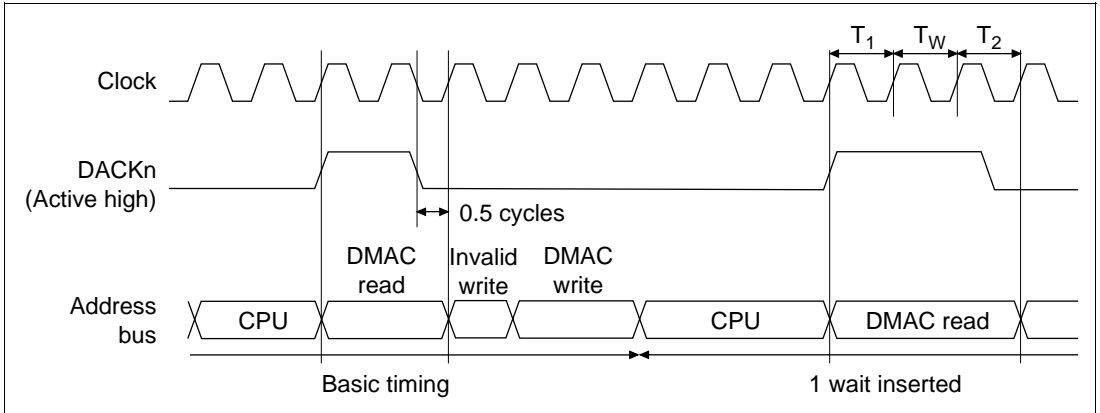 T1 TW T2
Clock
DACKn
(Active high)
0.5 cycles
DMAC
read
Invalid
write
DMAC
write
Address
bus
CPU
CPU
DMAC read
Basic timing
1 wait inserted